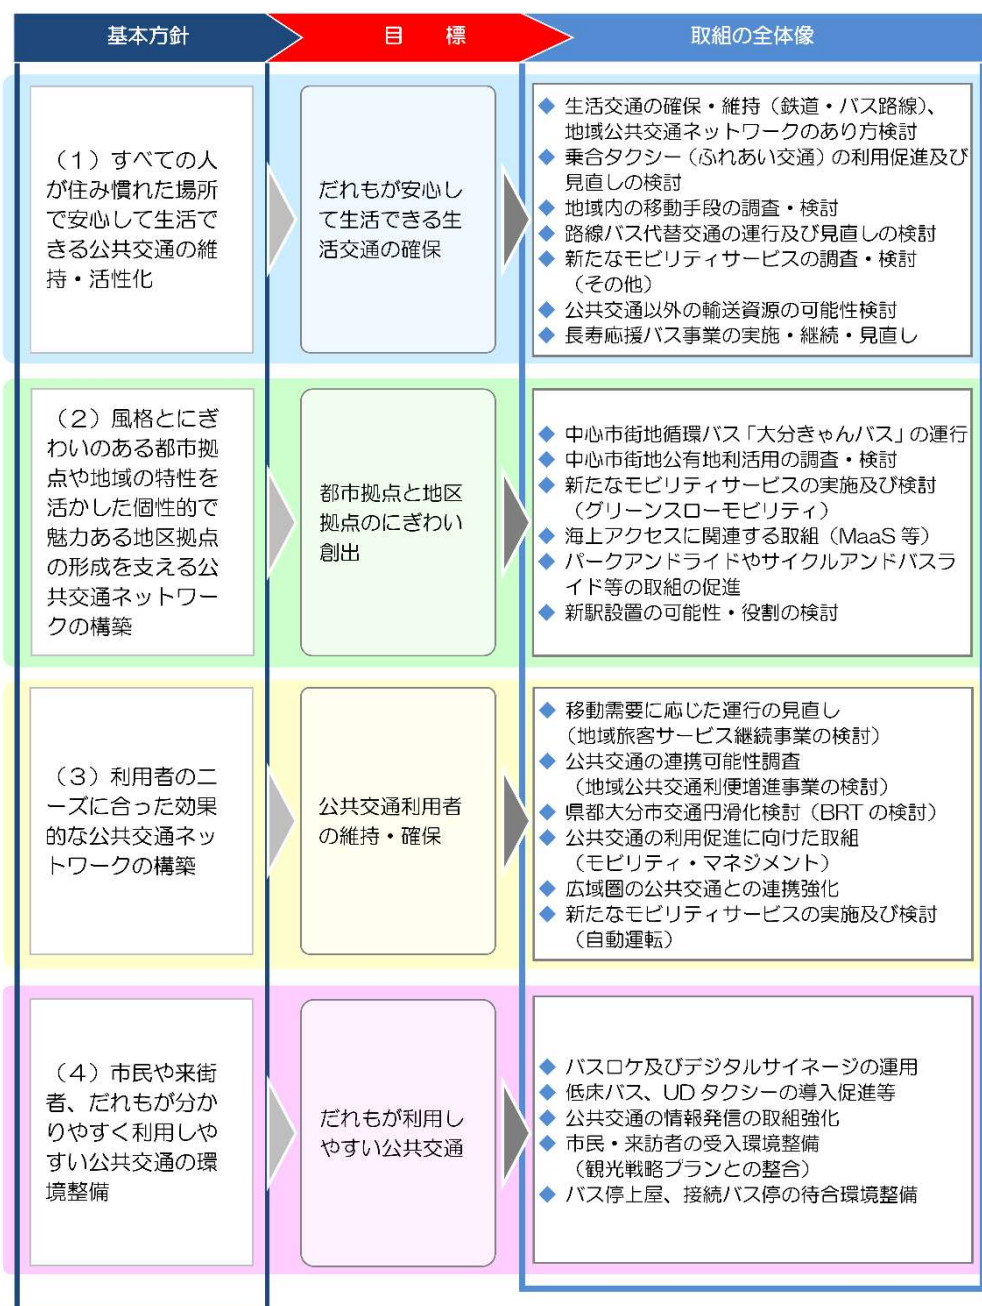 基本方針
目　標
取組の全体像
（１）すべての人
が住み慣れた場所
で安心して生活で
きる公共交通の維
持・活性化
だれもが安心し
て生活できる生
活交通の確保
◆ 生活交通の確保・維持（鉄道・バス路線）、
地域公共交通ネットワークのあり方検討
◆ 乗合タクシー（ふれあい交通）の利用促進及び
見直しの検討
◆ 地域内の移動手段の調査・検討
◆ 路線バス代替交通の運行及び見直しの検討
◆ 新たなモビリティサービスの調査・検討
（その他）
◆ 公共交通以外の輸送資源の可能性検討
◆ 長寿応援バス事業の実施・継続・見直し
（２）風格とにぎ
わいのある都市拠
点や地域の特性を
活かした個性的で
魅力ある地区拠点
の形成を支える公
共交通ネットワー
クの構築
都市拠点と地区
拠点のにぎわい
創出
◆ 中心市街地循環バス「大分きゃんバス」の運行
◆ 中心市街地公有地利活用の調査・検討
◆ 新たなモビリティサービスの実施及び検討
（グリーンスローモビリティ）
◆ 海上アクセスに関連する取組（MaaS 等）
◆ パークアンドライドやサイクルアンドバスラ
イド等の取組の促進
◆ 新駅設置の可能性・役割の検討
（３）利用者のニ
ーズに合った効果
的な公共交通ネッ
トワークの構築
公共交通利用者
の維持・確保
◆ 移動需要に応じた運行の見直し
（地域旅客サービス継続事業の検討）
◆ 公共交通の連携可能性調査
（地域公共交通利便増進事業の検討）
◆ 県都大分市交通円滑化検討（BRT の検討）
◆ 公共交通の利用促進に向けた取組
（モビリティ・マネジメント）
◆ 広域圏の公共交通との連携強化
◆ 新たなモビリティサービスの実施及び検討
（自動運転）
（４）市民や来街
者、だれもが分か
りやすく利用しや
すい公共交通の環
境整備
だれもが利用し
やすい公共交通
◆ バスロケ及びデジタルサイネージの運用
◆ 低床バス、UD タクシーの導入促進等
◆ 公共交通の情報発信の取組強化
◆ 市民・来訪者の受入環境整備
（観光戦略プランとの整合）
◆ バス停上屋、接続バス停の待合環境整備